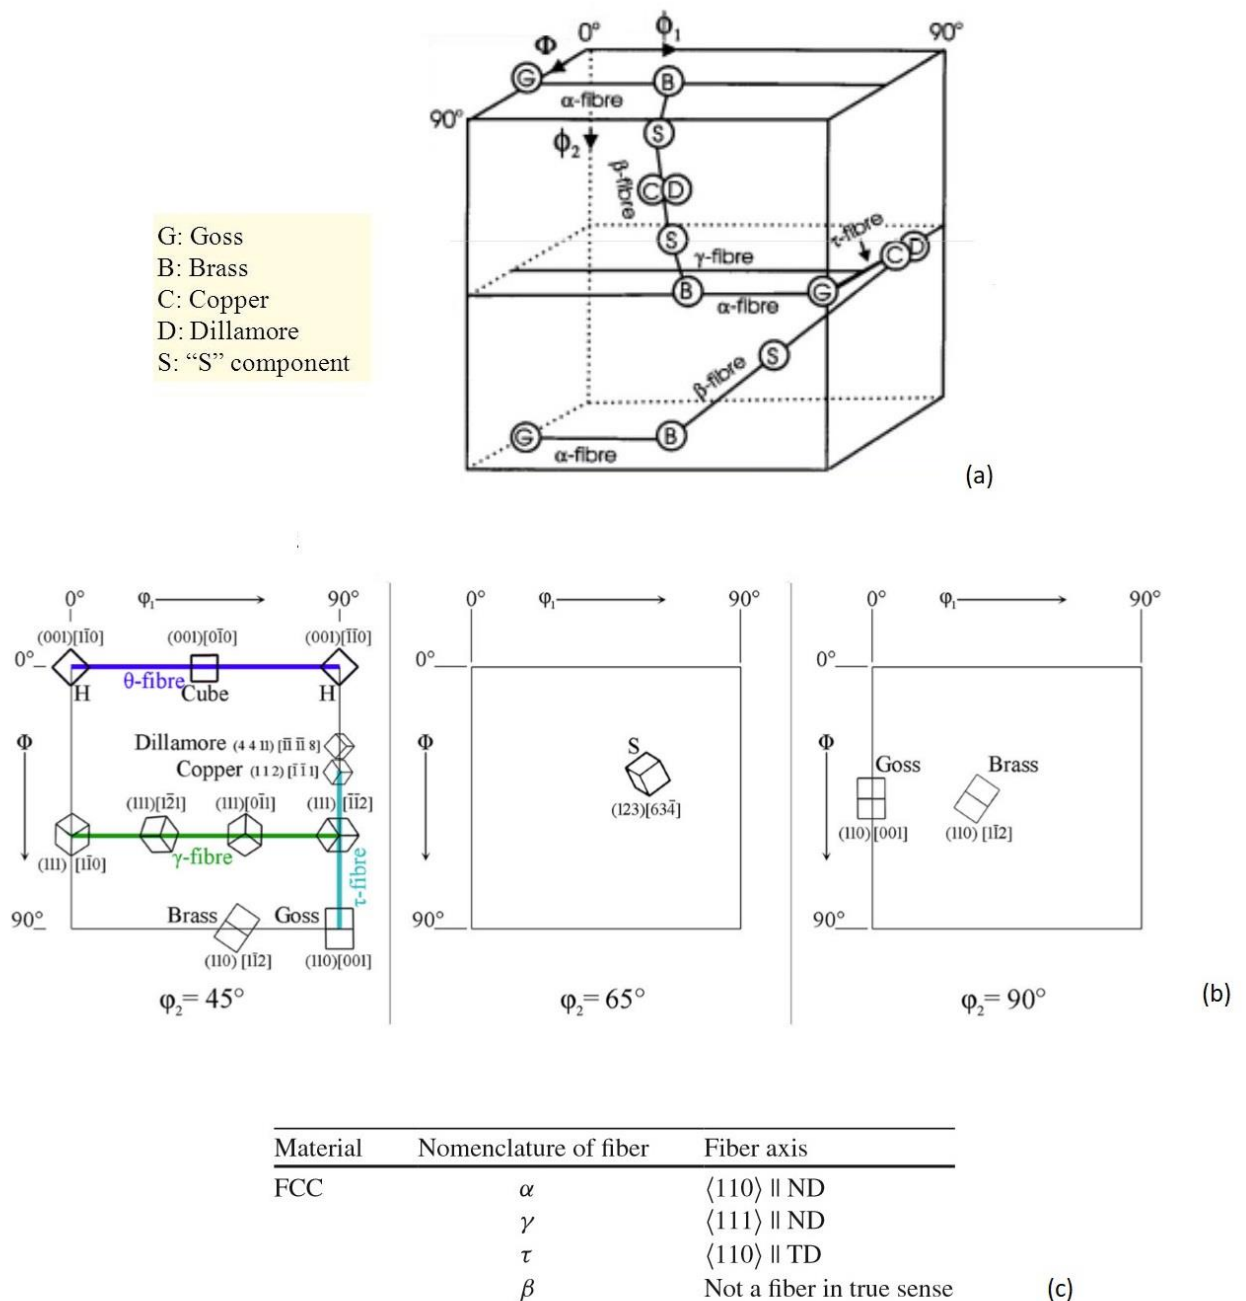 0°
ϕ₁
90°
Φ
G
B
α-fibre
90°
S
ϕ₂
β-fibre
C D
S
τ-fibre
γ-fibre
C D
B
G
α-fibre
S
β-fibre
G
B
α-fibre
(a)
G: Goss
B: Brass
C: Copper
D: Dillamore
S: “S” component
0° φ₁ 90°
(001)[11̄0] (001)[01̄0] (001)[1̄1̄0]
0°
θ-fibre
H Cube H
Dillamore (4 4 11) [1̄1̄ 1̄1̄ 8]
Φ
Copper (1 1 2) [1̄ 1̄ 1]
(111)[12̄1] (111)[01̄1] (111) [1̄1̄2]
γ-fibre
(111) [11̄0]
τ-fibre
Brass Goss
90°
(110) [11̄2] (110)[001]
φ₂= 45°
0° φ₁ 90°
0°
Φ
S
(123)[634̄]
90°
φ₂= 65°
0° φ₁ 90°
0°
Φ
Goss Brass
(110) [001] (110) [11̄2]
90°
φ₂= 90°
(b)
Material Nomenclature of fiber Fiber axis
FCC α ⟨110⟩ || ND
γ ⟨111⟩ || ND
τ ⟨110⟩ || TD
β Not a fiber in true sense
(c)